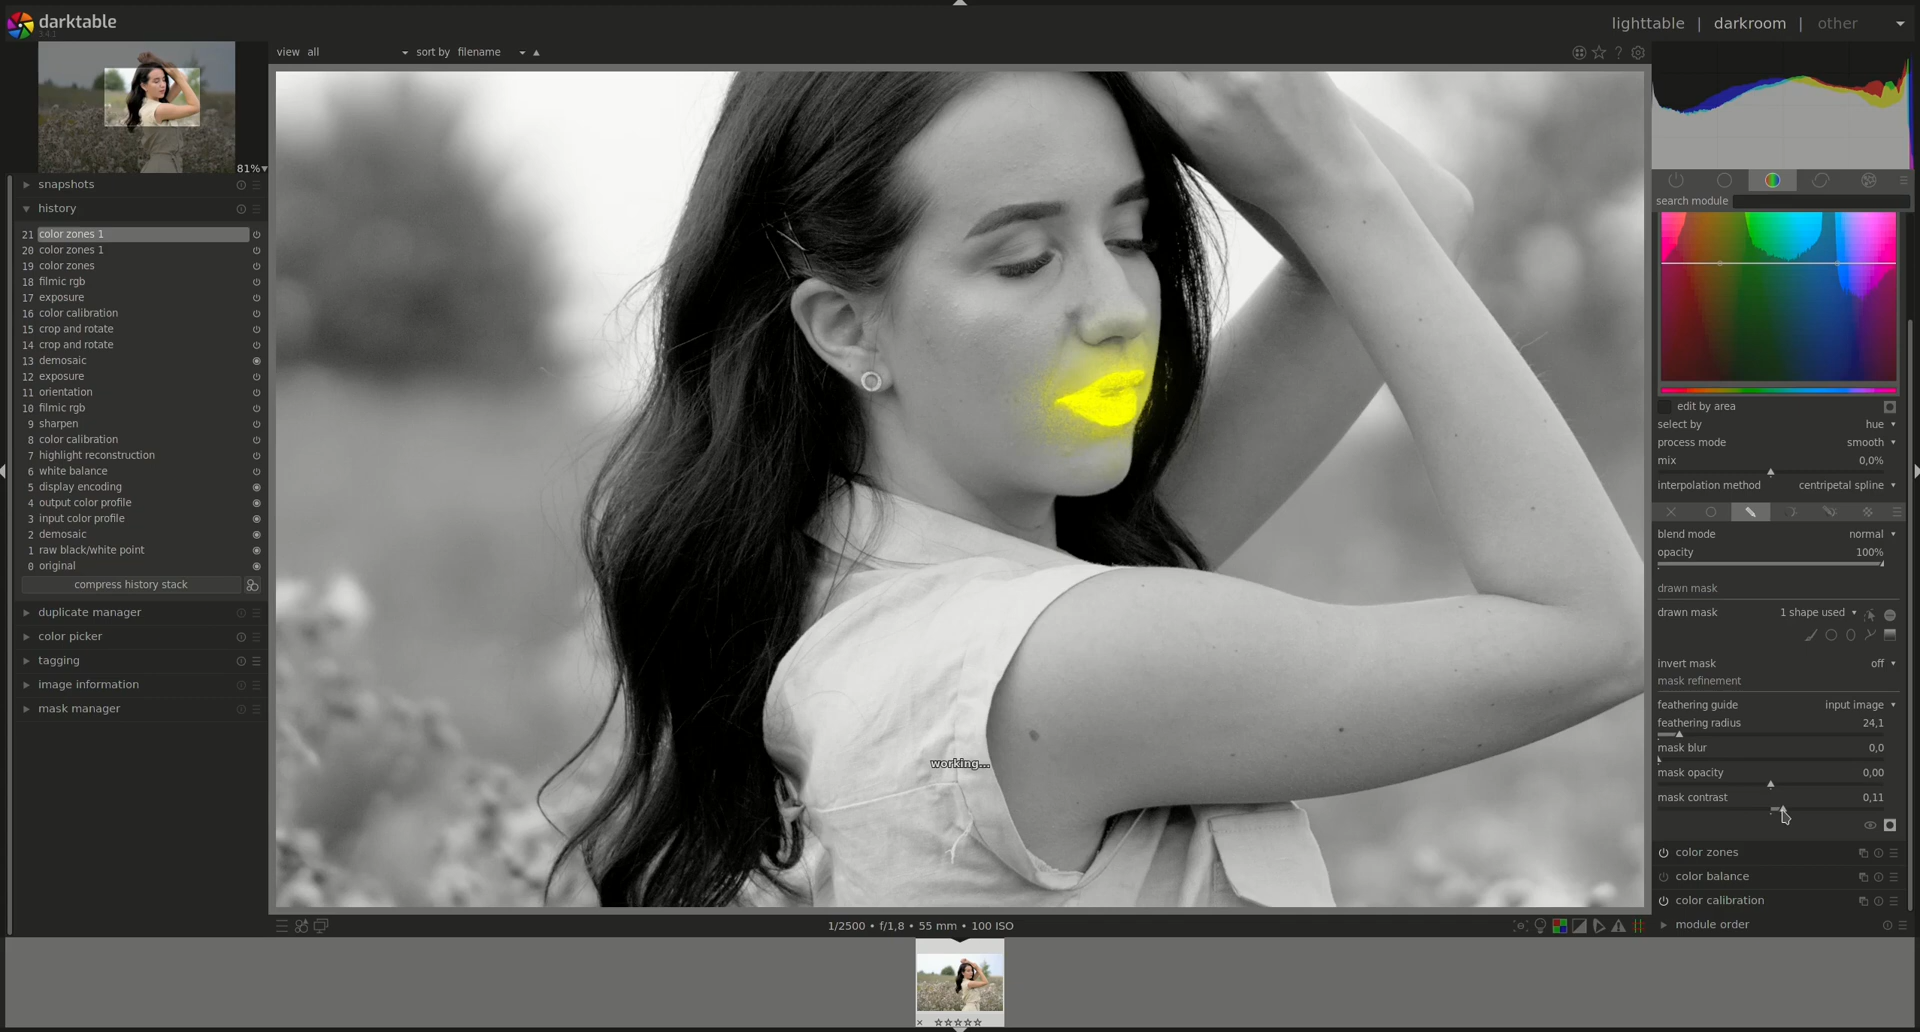 darktable
3.4.1
lighttable | darkroom | other
view all sort by filename
81%
snapshots
history
21 color zones 1
20 color zones 1
19 color zones
18 filmic rgb
17 exposure
16 color calibration
15 crop and rotate
14 crop and rotate
13 demosaic
12 exposure
11 orientation
10 filmic rgb
9 sharpen
8 color calibration
7 highlight reconstruction
6 white balance
5 display encoding
4 output color profile
3 input color profile
2 demosaic
1 raw black/white point
0 original
compress history stack
duplicate manager
color picker
tagging
image information
mask manager
working...
1/2500 • f/1,8 • 55 mm • 100 ISO
search module
edit by area
select by hue
process mode smooth
mix 0,0%
interpolation method centripetal spline
blend mode normal
opacity 100%
drawn mask
drawn mask 1 shape used
invert mask off
mask refinement
feathering guide input image
feathering radius 24,1
mask blur 0,0
mask opacity 0,00
mask contrast 0,11
color zones
color balance
color calibration
module order